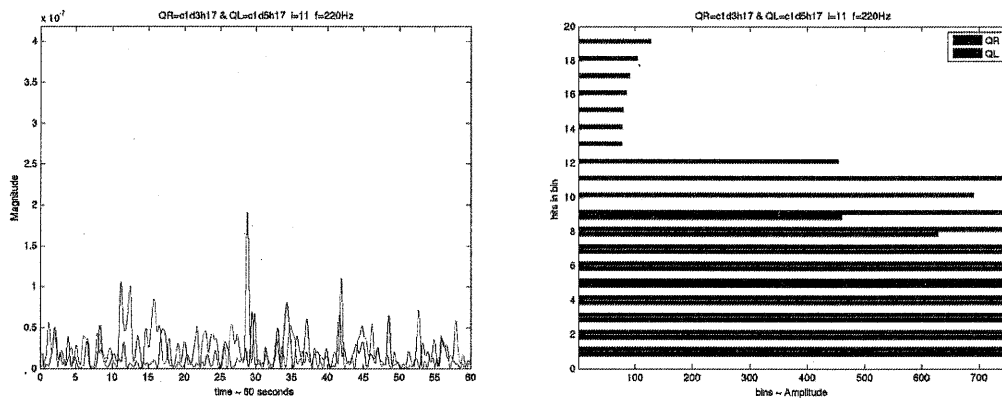 QR=c1d3h17 & QL=c1d5h17 i=11 f=220Hz
x 10^-7
4
3.5
3
2.5
2
1.5
1
0.5
0
Magnitude
0 5 10 15 20 25 30 35 40 45 50 55 60
time ~ 60 seconds
QR=c1d3h17 & QL=c1d5h17 i=11 f=220Hz
QR
QL
20
18
16
14
12
10
8
6
4
2
0
hits in bin
100 200 300 400 500 600 700
bins ~ Amplitude